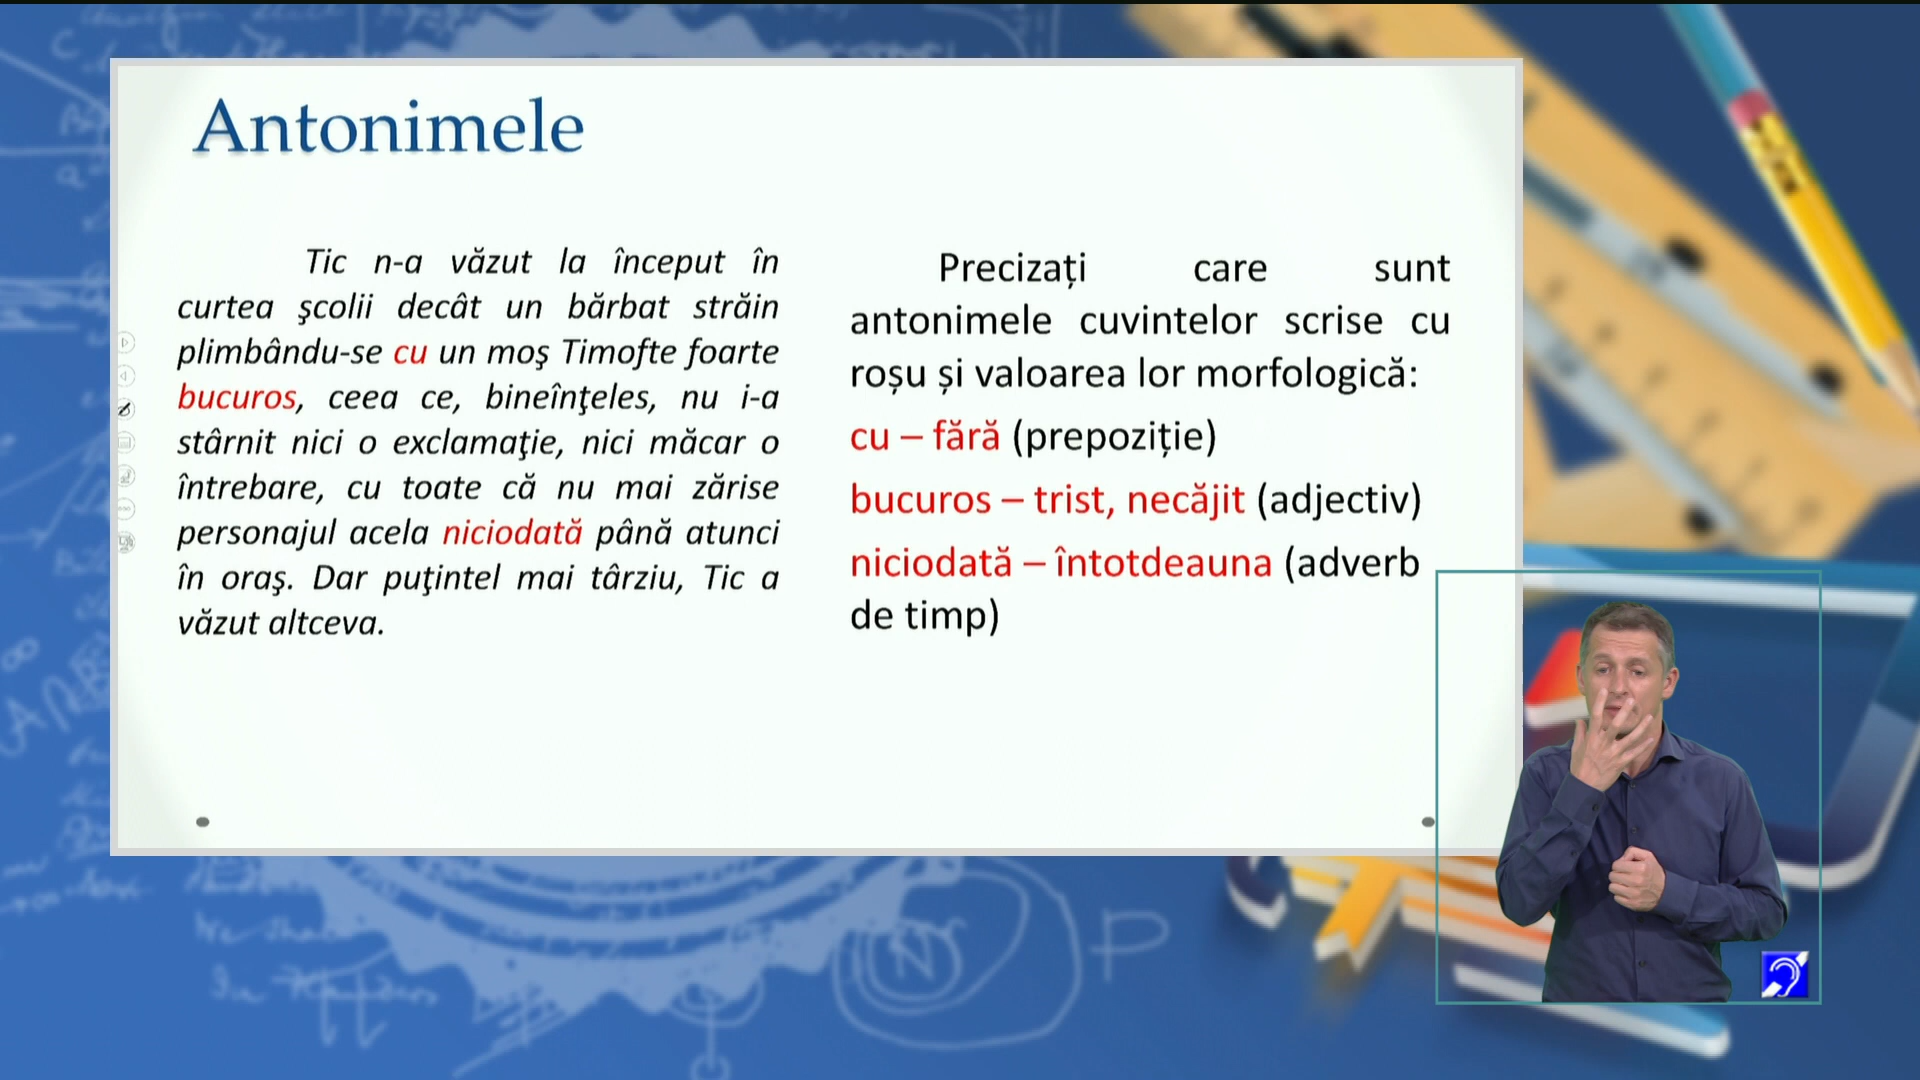 Antonimele
Tic n-a văzut la început în
curtea şcolii decât un bărbat străin
plimbându-se cu un moş Timofte foarte
bucuros, ceea ce, bineînţeles, nu i-a
stârnit nici o exclamaţie, nici măcar o
întrebare, cu toate că nu mai zărise
personajul acela niciodată până atunci
în oraş. Dar puţintel mai târziu, Tic a
văzut altceva.
Precizați care sunt
antonimele cuvintelor scrise cu
roșu și valoarea lor morfologică:
cu – fără (prepoziție)
bucuros – trist, necăjit (adjectiv)
niciodată – întotdeauna (adverb
de timp)
N
P